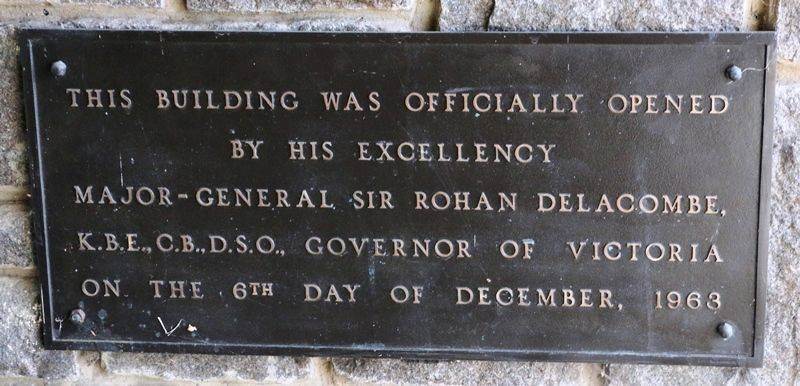 THIS BUILDING WAS OFFICIALLY OPENED
BY HIS EXCELLENCY
MAJOR-GENERAL SIR ROHAN DELACOMBE,
K.B.E., C.B., D.S.O., GOVERNOR OF VICTORIA
ON THE 6TH DAY OF DECEMBER, 1963